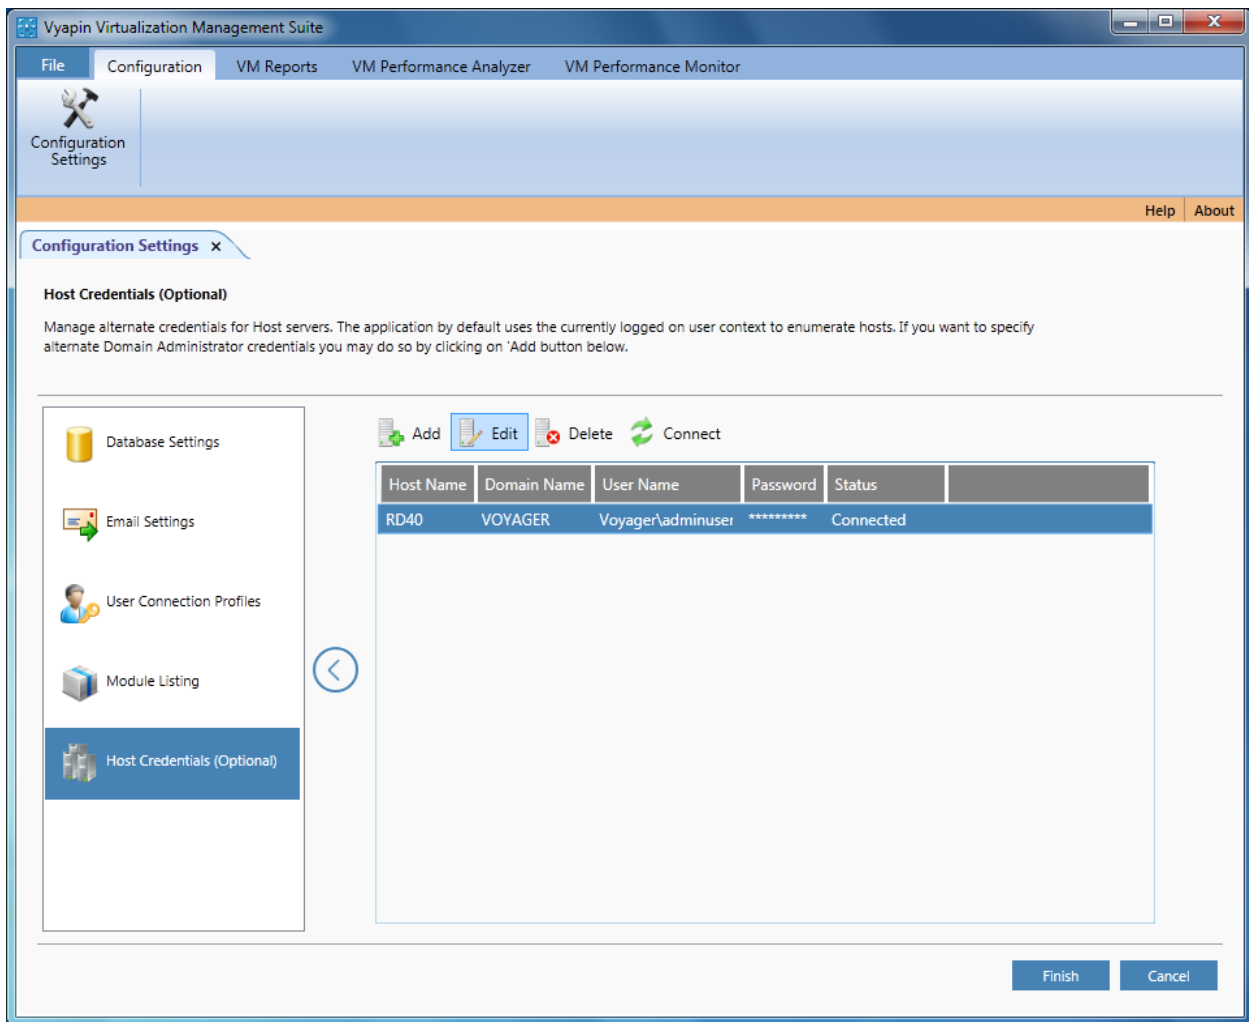 Vyapin Virtualization Management Suite
File Configuration VM Reports VM Performance Analyzer VM Performance Monitor
Configuration
Settings
Help About
Configuration Settings x
Host Credentials (Optional)
Manage alternate credentials for Host servers. The application by default uses the currently logged on user context to enumerate hosts. If you want to specify
alternate Domain Administrator credentials you may do so by clicking on 'Add button below.
Database Settings
Email Settings
User Connection Profiles
Module Listing
Host Credentials (Optional)
Add Edit Delete Connect
Host Name Domain Name User Name Password Status
RD40 VOYAGER Voyager\adminuser ********* Connected
Finish Cancel